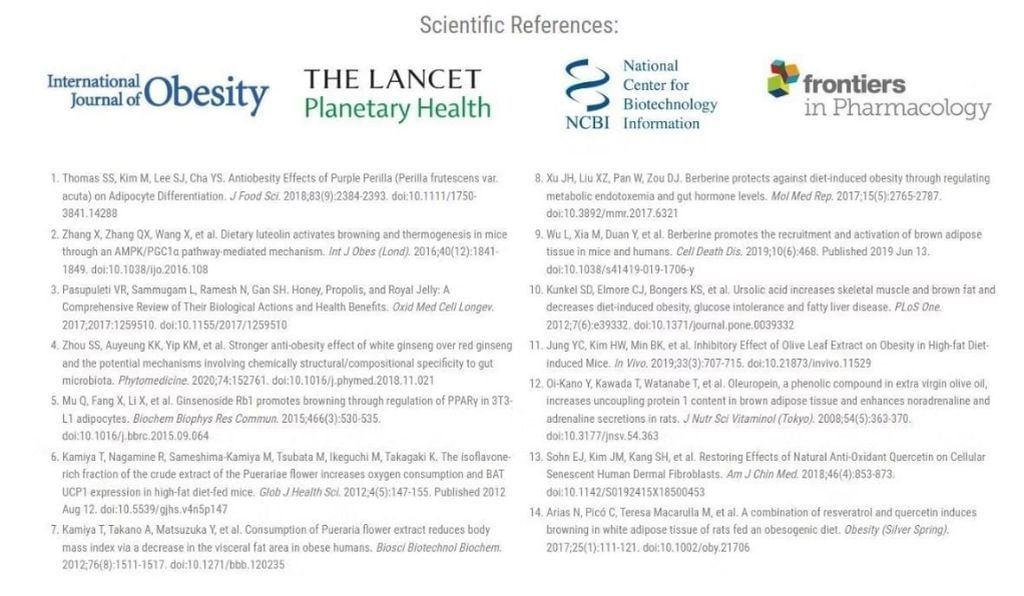 Scientific References:
International
Journal of Obesity
THE LANCET
Planetary Health
NCBI
National
Center for
Biotechnology
Information
frontiers
in Pharmacology
1. Thomas SS, Kim M, Lee SJ, Cha YS. Antiobesity Effects of Purple Perilla (Perilla frutescens var.
acuta) on Adipocyte Differentiation. J Food Sci. 2018;83(9):2384-2393. doi:10.1111/1750-
3841.14288
2. Zhang X, Zhang QX, Wang X, et al. Dietary luteolin activates browning and thermogenesis in mice
through an AMPK/PGC1α pathway-mediated mechanism. Int J Obes (Lond). 2016;40(12):1841-
1849. doi:10.1038/ijo.2016.108
3. Pasupuleti VR, Sammugam L, Ramesh N, Gan SH. Honey, Propolis, and Royal Jelly: A
Comprehensive Review of Their Biological Actions and Health Benefits. Oxid Med Cell Longev.
2017;2017:1259510. doi:10.1155/2017/1259510
4. Zhou SS, Auyeung KK, Yip KM, et al. Stronger anti-obesity effect of white ginseng over red ginseng
and the potential mechanisms involving chemically structural/compositional specificity to gut
microbiota. Phytomedicine. 2020;74:152761. doi:10.1016/j.phymed.2018.11.021
5. Mu Q, Fang X, Li X, et al. Ginsenoside Rb1 promotes browning through regulation of PPARγ in 3T3-
L1 adipocytes. Biochem Biophys Res Commun. 2015;466(3):530-535.
doi:10.1016/j.bbrc.2015.09.064
6. Kamiya T, Nagamine R, Sameshima-Kamiya M, Tsubata M, Ikeguchi M, Takagaki K. The isoflavone-
rich fraction of the crude extract of the Puerariae flower increases oxygen consumption and BAT
UCP1 expression in high-fat diet-fed mice. Glob J Health Sci. 2012;4(5):147-155. Published 2012
Aug 12. doi:10.5539/gjhs.v4n5p147
7. Kamiya T, Takano A, Matsuzuka Y, et al. Consumption of Pueraria flower extract reduces body
mass index via a decrease in the visceral fat area in obese humans. Biosci Biotechnol Biochem.
2012;76(8):1511-1517. doi:10.1271/bbb.120235
8. Xu JH, Liu XZ, Pan W, Zou DJ. Berberine protects against diet-induced obesity through regulating
metabolic endotoxemia and gut hormone levels. Mol Med Rep. 2017;15(5):2765-2787.
doi:10.3892/mmr.2017.6321
9. Wu L, Xia M, Duan Y, et al. Berberine promotes the recruitment and activation of brown adipose
tissue in mice and humans. Cell Death Dis. 2019;10(6):468. Published 2019 Jun 13.
doi:10.1038/s41419-019-1706-y
10. Kunkel SD, Elmore CJ, Bongers KS, et al. Ursolic acid increases skeletal muscle and brown fat and
decreases diet-induced obesity, glucose intolerance and fatty liver disease. PLoS One.
2012;7(6):e39332. doi:10.1371/journal.pone.0039332
11. Jung YC, Kim HW, Min BK, et al. Inhibitory Effect of Olive Leaf Extract on Obesity in High-fat Diet-
induced Mice. In Vivo. 2019;33(3):707-715. doi:10.21873/invivo.11529
12. Oi-Kano Y, Kawada T, Watanabe T, et al. Oleuropein, a phenolic compound in extra virgin olive oil,
increases uncoupling protein 1 content in brown adipose tissue and enhances noradrenaline and
adrenaline secretions in rats. J Nutr Sci Vitaminol (Tokyo). 2008;54(5):363-370.
doi:10.3177/jnsv.54.363
13. Sohn EJ, Kim JM, Kang SH, et al. Restoring Effects of Natural Anti-Oxidant Quercetin on Cellular
Senescent Human Dermal Fibroblasts. Am J Chin Med. 2018;46(4):853-873.
doi:10.1142/S0192415X18500453
14. Arias N, Picó C, Teresa Macarulla M, et al. A combination of resveratrol and quercetin induces
browning in white adipose tissue of rats fed an obesogenic diet. Obesity (Silver Spring).
2017;25(1):111-121. doi:10.1002/oby.21706